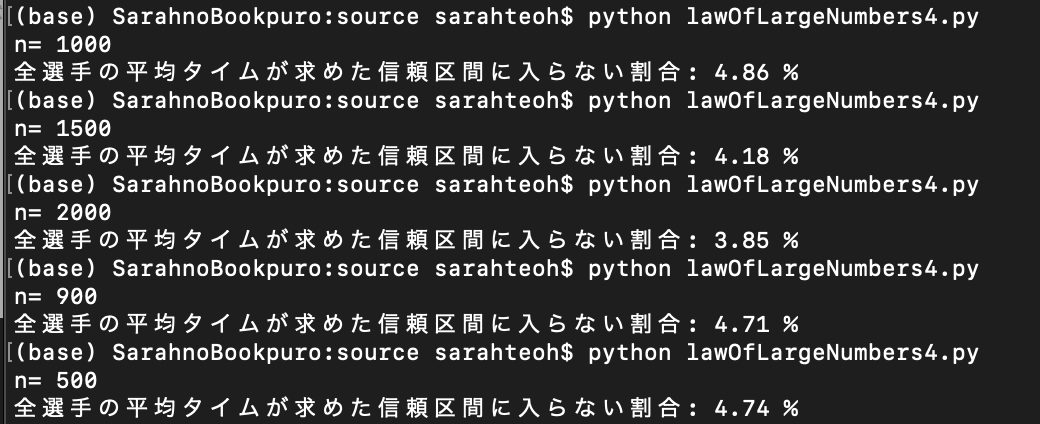 (base) SarahnoBookpuro:source sarahteoh$ python lawOfLargeNumbers4.py
n= 1000
全選手の平均タイムが求めた信頼区間に入らない割合: 4.86 %
[(base) SarahnoBookpuro:source sarahteoh$ python lawOfLargeNumbers4.py
n= 1500
全選手の平均タイムが求めた信頼区間に入らない割合: 4.18 %
[(base) SarahnoBookpuro:source sarahteoh$ python lawOfLargeNumbers4.py
n= 2000
全選手の平均タイムが求めた信頼区間に入らない割合: 3.85 %
[(base) SarahnoBookpuro:source sarahteoh$ python lawOfLargeNumbers4.py
n= 900
全選手の平均タイムが求めた信頼区間に入らない割合: 4.71 %
[(base) SarahnoBookpuro:source sarahteoh$ python lawOfLargeNumbers4.py
n= 500
全選手の平均タイムが求めた信頼区間に入らない割合: 4.74 %